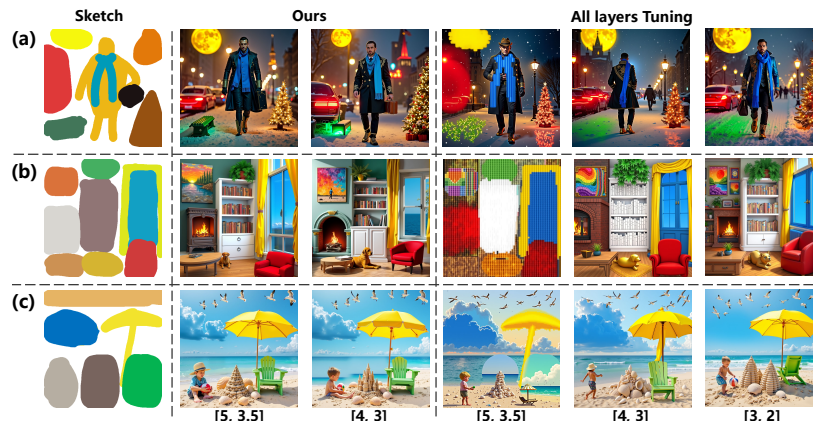 Sketch Ours All layers Tuning
(a)
(b)
(c)
[5, 3.5] [4, 3] [5, 3.5] [4, 3] [3, 2]